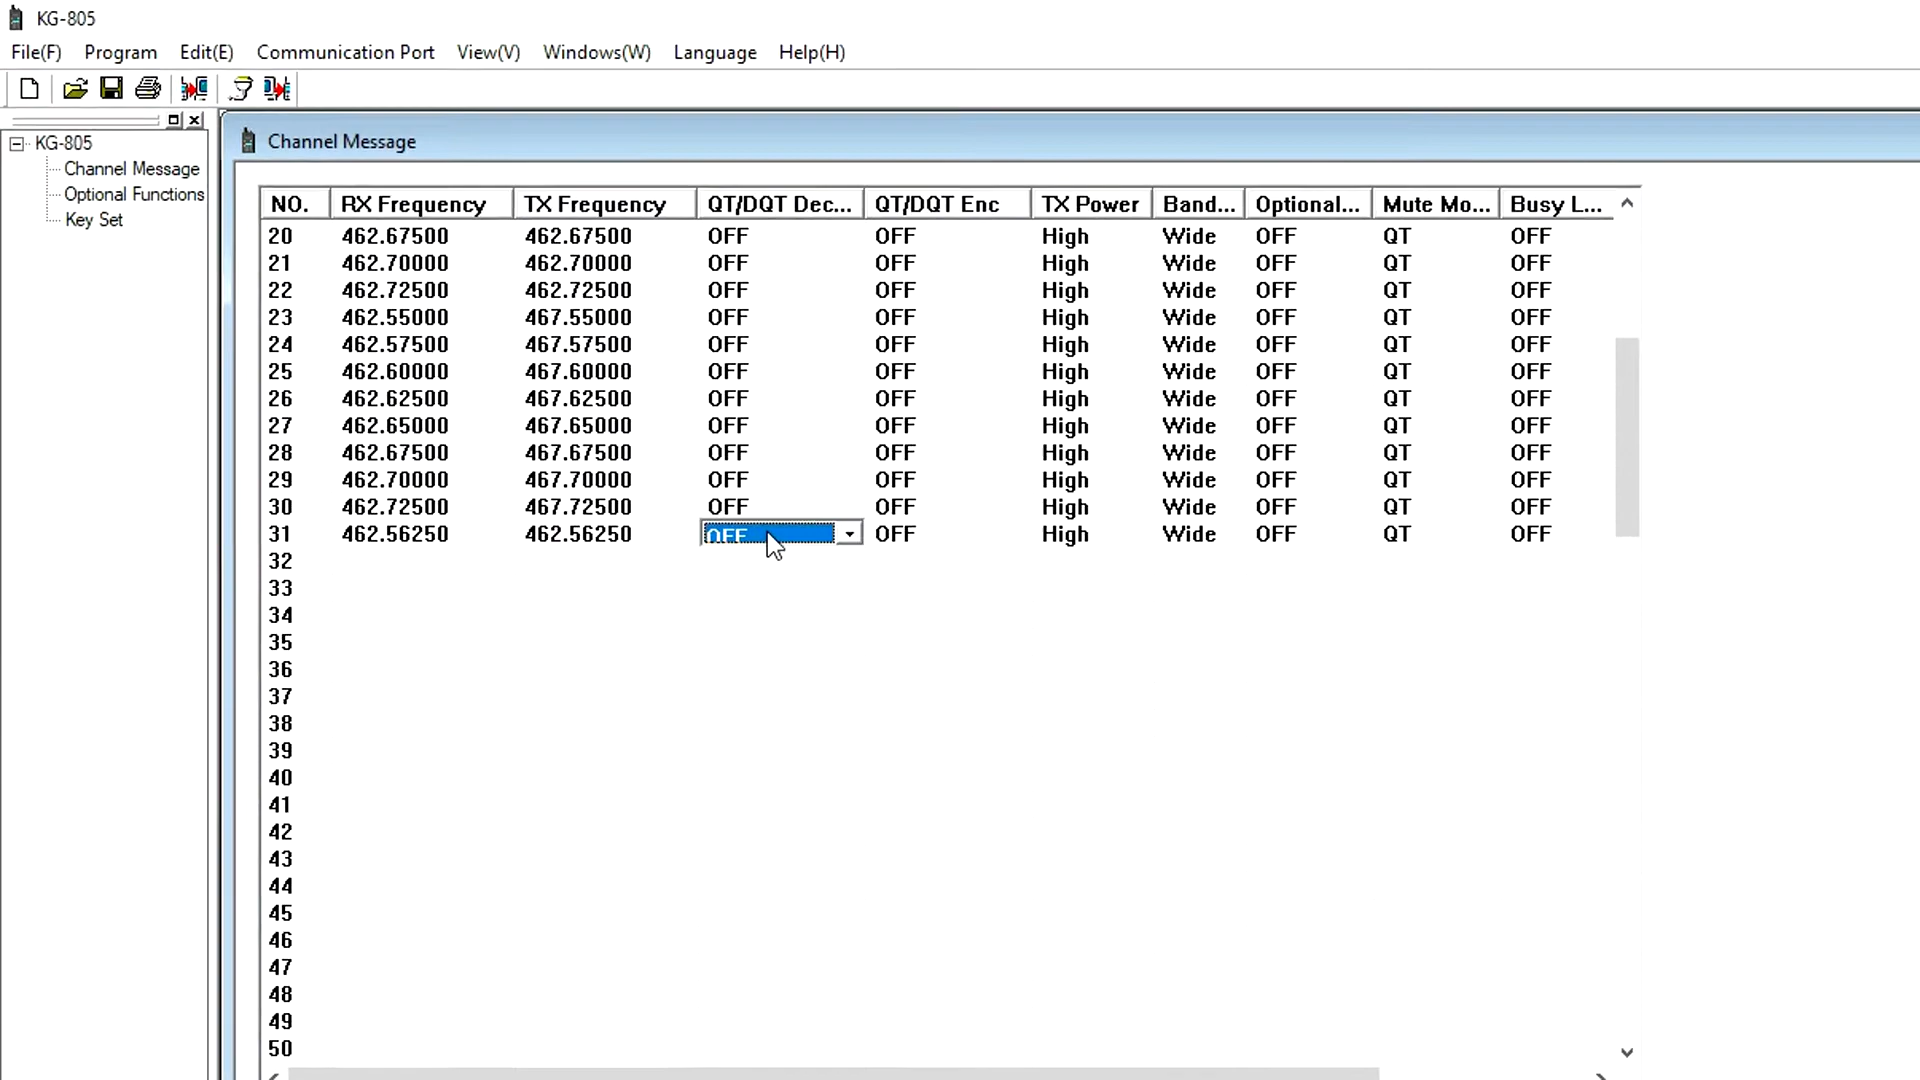 KG-805
File(F) Program Edit(E) Communication Port View(V) Windows(W) Language Help(H)
KG-805
Channel Message
Optional Functions
Key Set
Channel Message
NO. RX Frequency TX Frequency QT/DQT Dec... QT/DQT Enc TX Power Band... Optional... Mute Mo... Busy L...
20 462.67500 462.67500 OFF OFF High Wide OFF QT OFF
21 462.70000 462.70000 OFF OFF High Wide OFF QT OFF
22 462.72500 462.72500 OFF OFF High Wide OFF QT OFF
23 462.55000 467.55000 OFF OFF High Wide OFF QT OFF
24 462.57500 467.57500 OFF OFF High Wide OFF QT OFF
25 462.60000 467.60000 OFF OFF High Wide OFF QT OFF
26 462.62500 467.62500 OFF OFF High Wide OFF QT OFF
27 462.65000 467.65000 OFF OFF High Wide OFF QT OFF
28 462.67500 467.67500 OFF OFF High Wide OFF QT OFF
29 462.70000 467.70000 OFF OFF High Wide OFF QT OFF
30 462.72500 467.72500 OFF OFF High Wide OFF QT OFF
31 462.56250 462.56250 OFF OFF High Wide OFF QT OFF
32
33
34
35
36
37
38
39
40
41
42
43
44
45
46
47
48
49
50